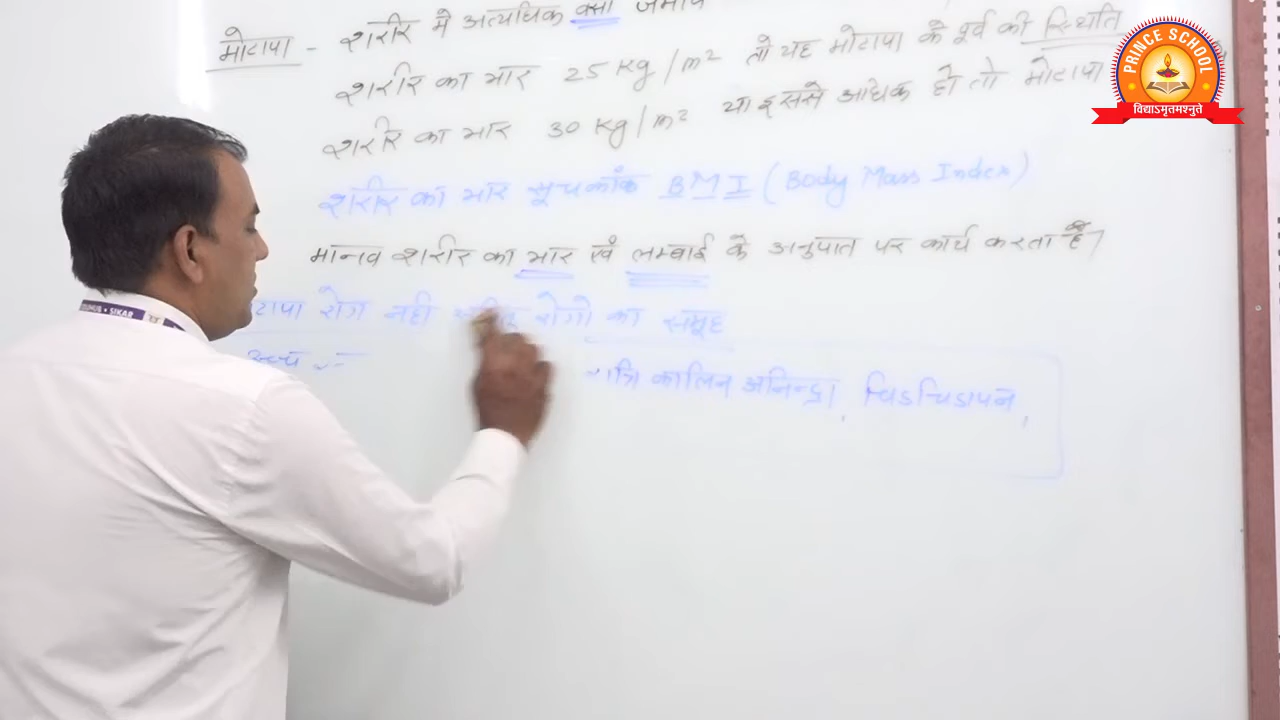 मोटापा - शरीर मे अत्यधिक वसा जमाव
शरीर का भार 25 Kg/m² तो यह मोटापा के पूर्व की स्थिति
शरीर का भार 30 Kg/m² या इससे अधिक हो तो मोटापा
शरीर का भार सूचकांक BMI (Body Mass Index)
मानव शरीर का भार एवं लम्बाई के अनुपात पर कार्य करता है।
रोग नही रोगो का समूह
उच्च
रात्रि कालिन अनिन्द्रा, चिडचिडापन,
PRINCE SCHOOL
विद्याऽमृतमश्नुते
SIKAR